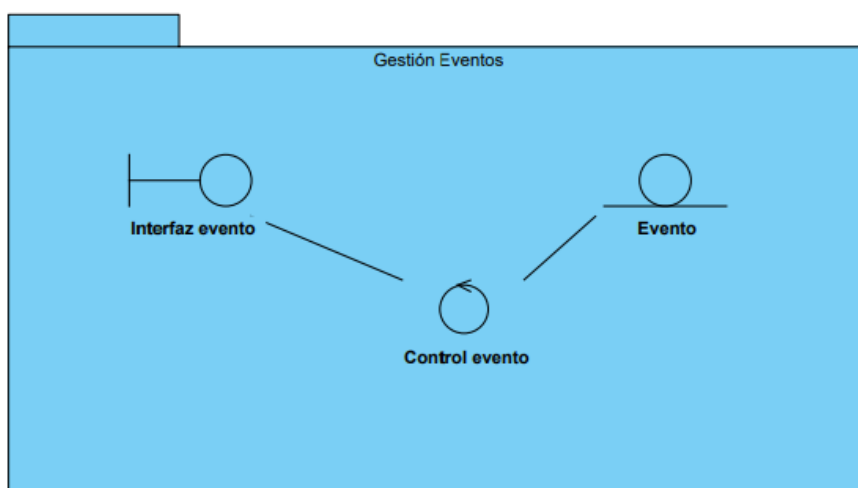 Gestión Eventos
Interfaz evento
Evento
Control evento